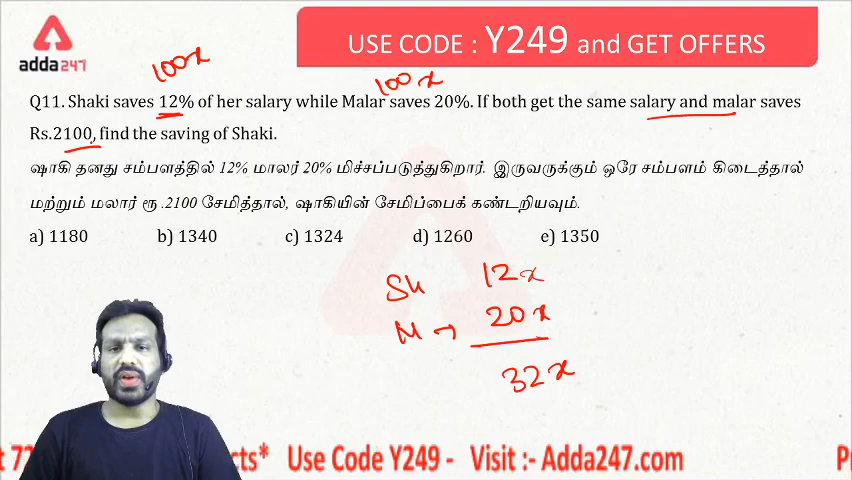 USE CODE : Y249 and GET OFFERS
adda247
100x
100x
Q11. Shaki saves 12% of her salary while Malar saves 20%. If both get the same salary and malar saves
Rs.2100, find the saving of Shaki.
ஷாகி தனது சம்பளத்தில் 12% மாலர் 20% மிச்சப்படுத்துகிறார். இருவருக்கும் ஒரே சம்பளம் கிடைத்தால்
மற்றும் மலார் ரூ .2100 சேமித்தால், ஷாகியின் சேமிப்பைக் கண்டறியவும்.
a) 1180 b) 1340 c) 1324 d) 1260 e) 1350
Sh 12x
M → 20x
32x
t 72 cts* Use Code Y249 - Visit :- Adda247.com P